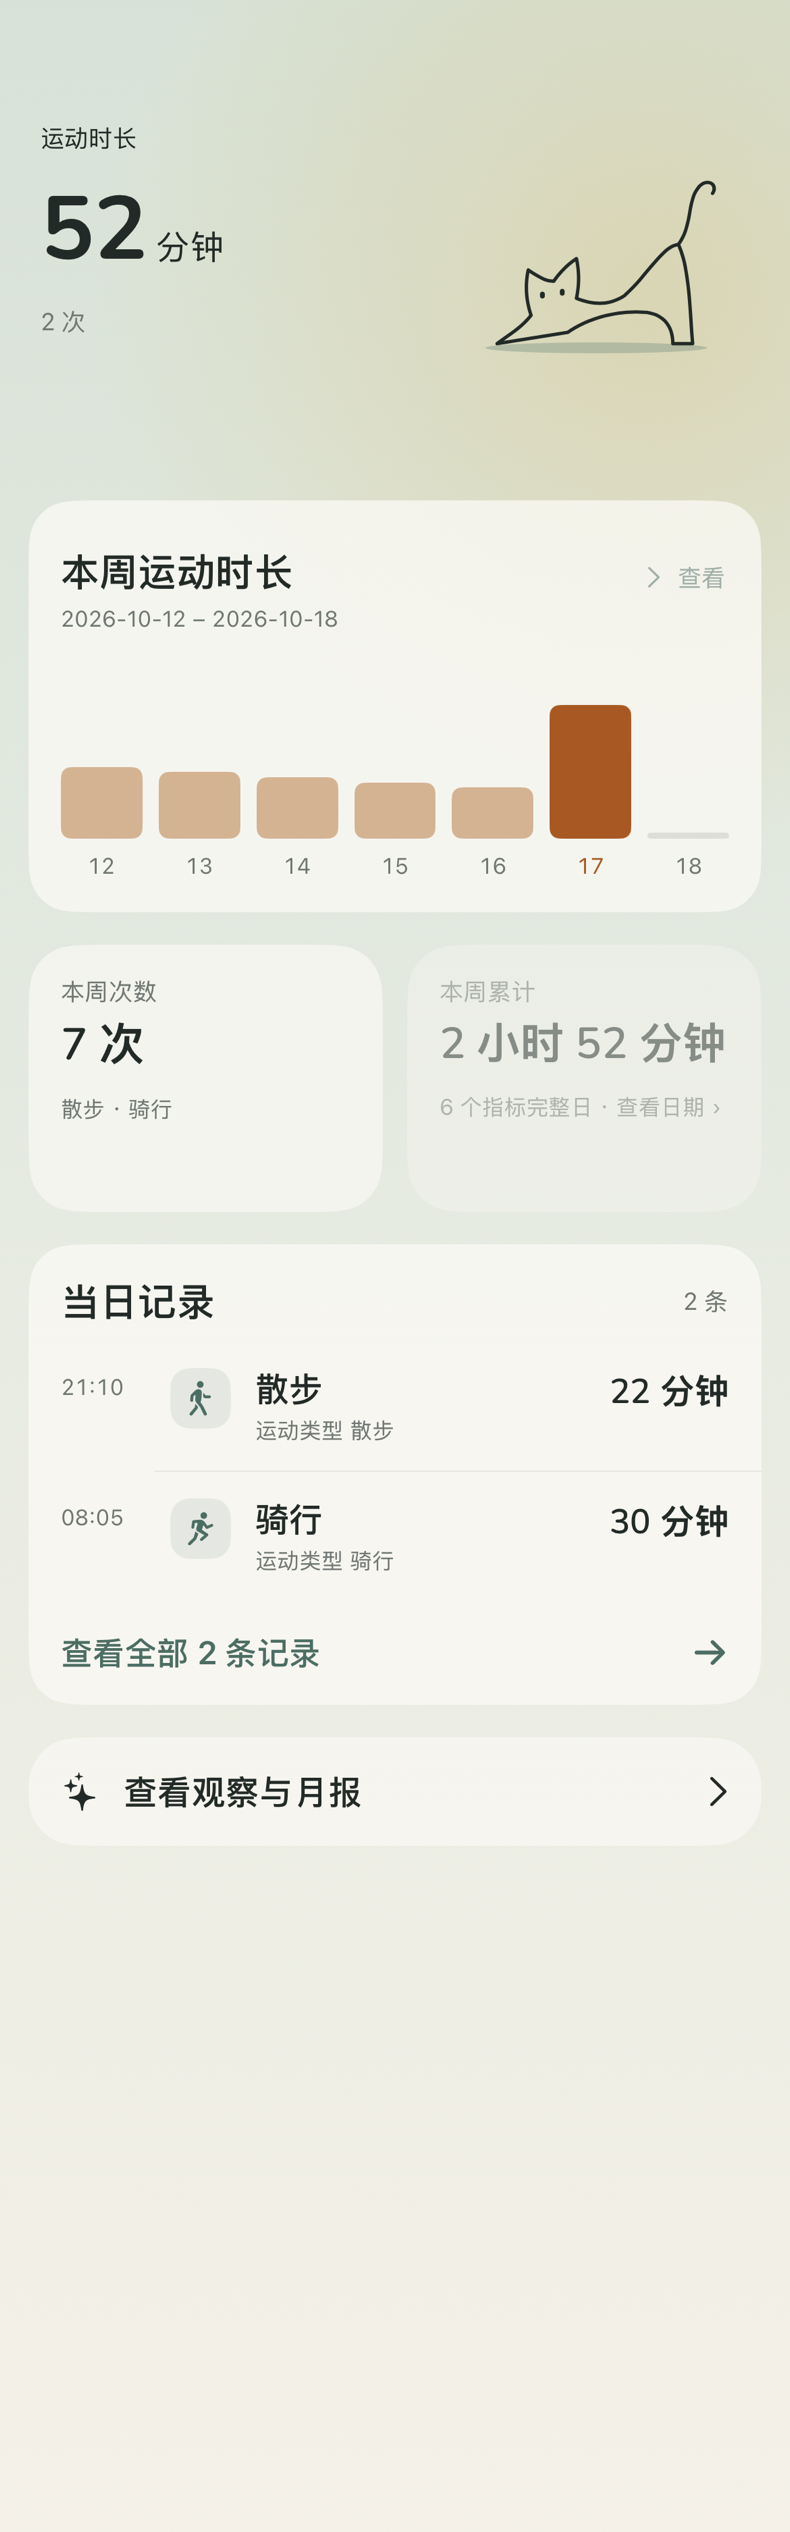 运动时长
52 分钟
2 次
本周运动时长
查看
2026-10-12 – 2026-10-18
12 13 14 15 16 17 18
本周次数
7 次
散步 · 骑行
本周累计
2 小时 52 分钟
6 个指标完整日 · 查看日期 ›
当日记录
2 条
21:10
散步
22 分钟
运动类型 散步
08:05
骑行
30 分钟
运动类型 骑行
查看全部 2 条记录
查看观察与月报